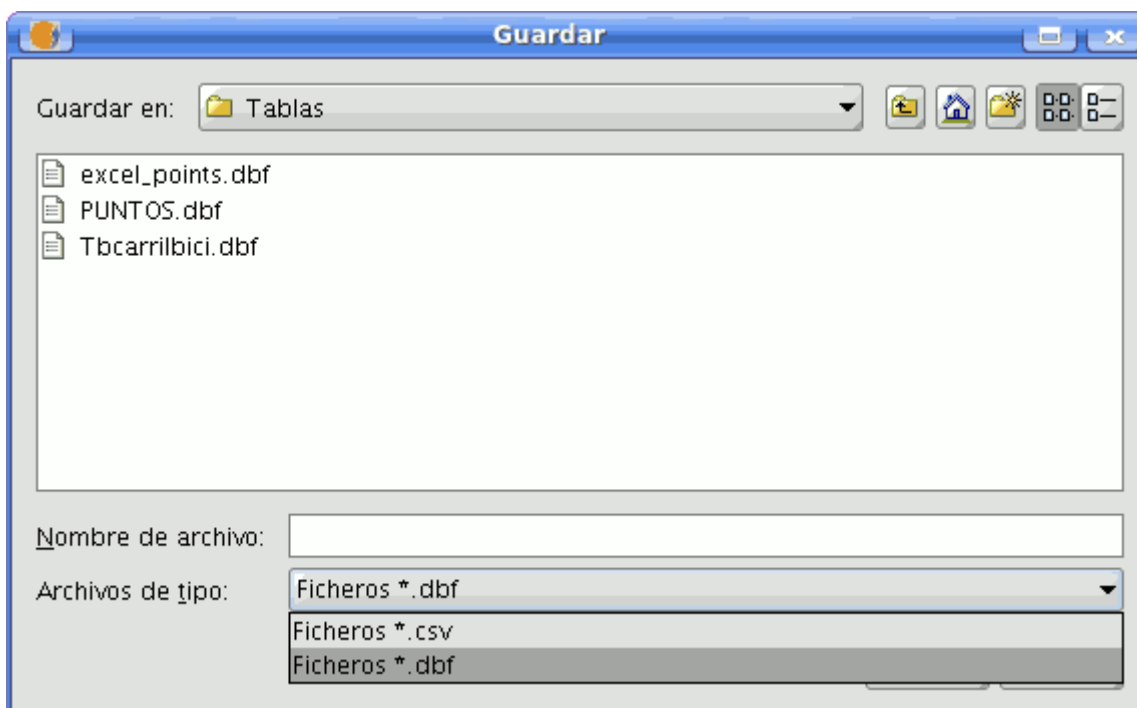 Guardar
Guardar en: Tablas
excel_points.dbf
PUNTOS.dbf
Tbcarrilbici.dbf
Nombre de archivo:
Archivos de tipo: Ficheros *.dbf
Ficheros *.csv
Ficheros *.dbf